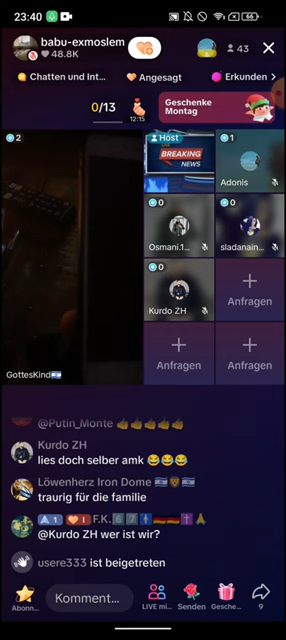 23:40
66
babu-exmoslem
48.8K
43
Chatten und Int...
Angesagt
Erkunden
0/13
12:15
Geschenke
Montag
2
Host
BREAKING
NEWS
1
Adonis
0
Osmani.1...
0
sladanain...
0
Kurdo ZH
Anfragen
Anfragen
Anfragen
GottesKind🇮🇱
@Putin_Monte 👍👍👍👍👍
Kurdo ZH
lies doch selber amk 😂😂😂
Löwenherz Iron Dome 🇮🇱🦁🇮🇱
traurig für die familie
1 I F.K.
@Kurdo ZH wer ist wir?
usere333 ist beigetreten
Abonn...
Komment...
LIVE mi...
Senden
Gesche...
9